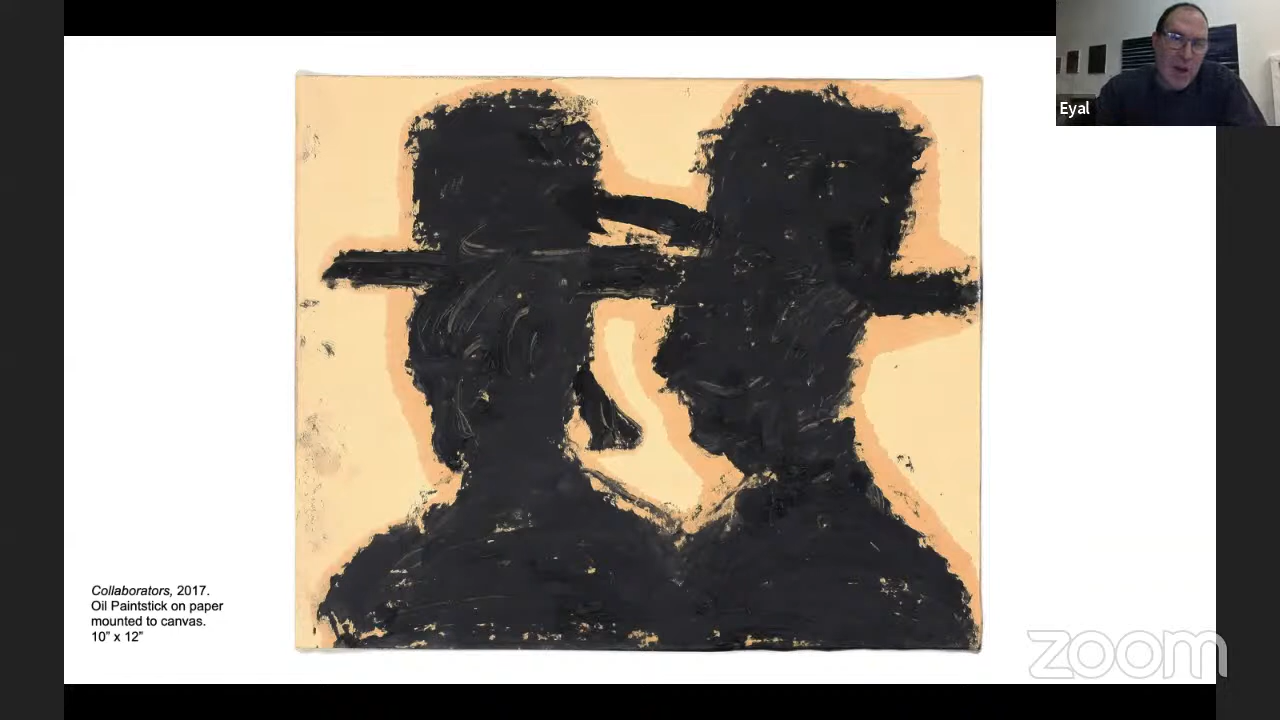 Eyal
Collaborators, 2017.
Oil Paintstick on paper
mounted to canvas.
10" x 12"
zoom